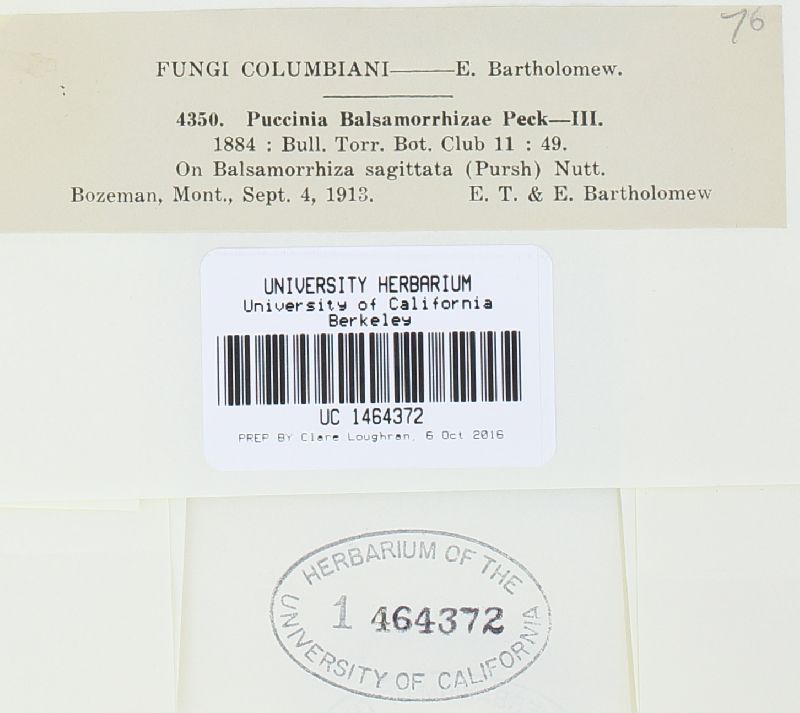 76
FUNGI COLUMBIANI——E. Bartholomew.
4350. Puccinia Balsamorrhizae Peck—III.
1884 : Bull. Torr. Bot. Club 11 : 49.
On Balsamorrhiza sagittata (Pursh) Nutt.
Bozeman, Mont., Sept. 4, 1913. E. T. & E. Bartholomew
UNIVERSITY HERBARIUM
University of California
Berkeley
UC 1464372
PREP BY Clare Loughran, 6 Oct 2016
HERBARIUM OF THE
1 464372
UNIVERSITY OF CALIFORNIA